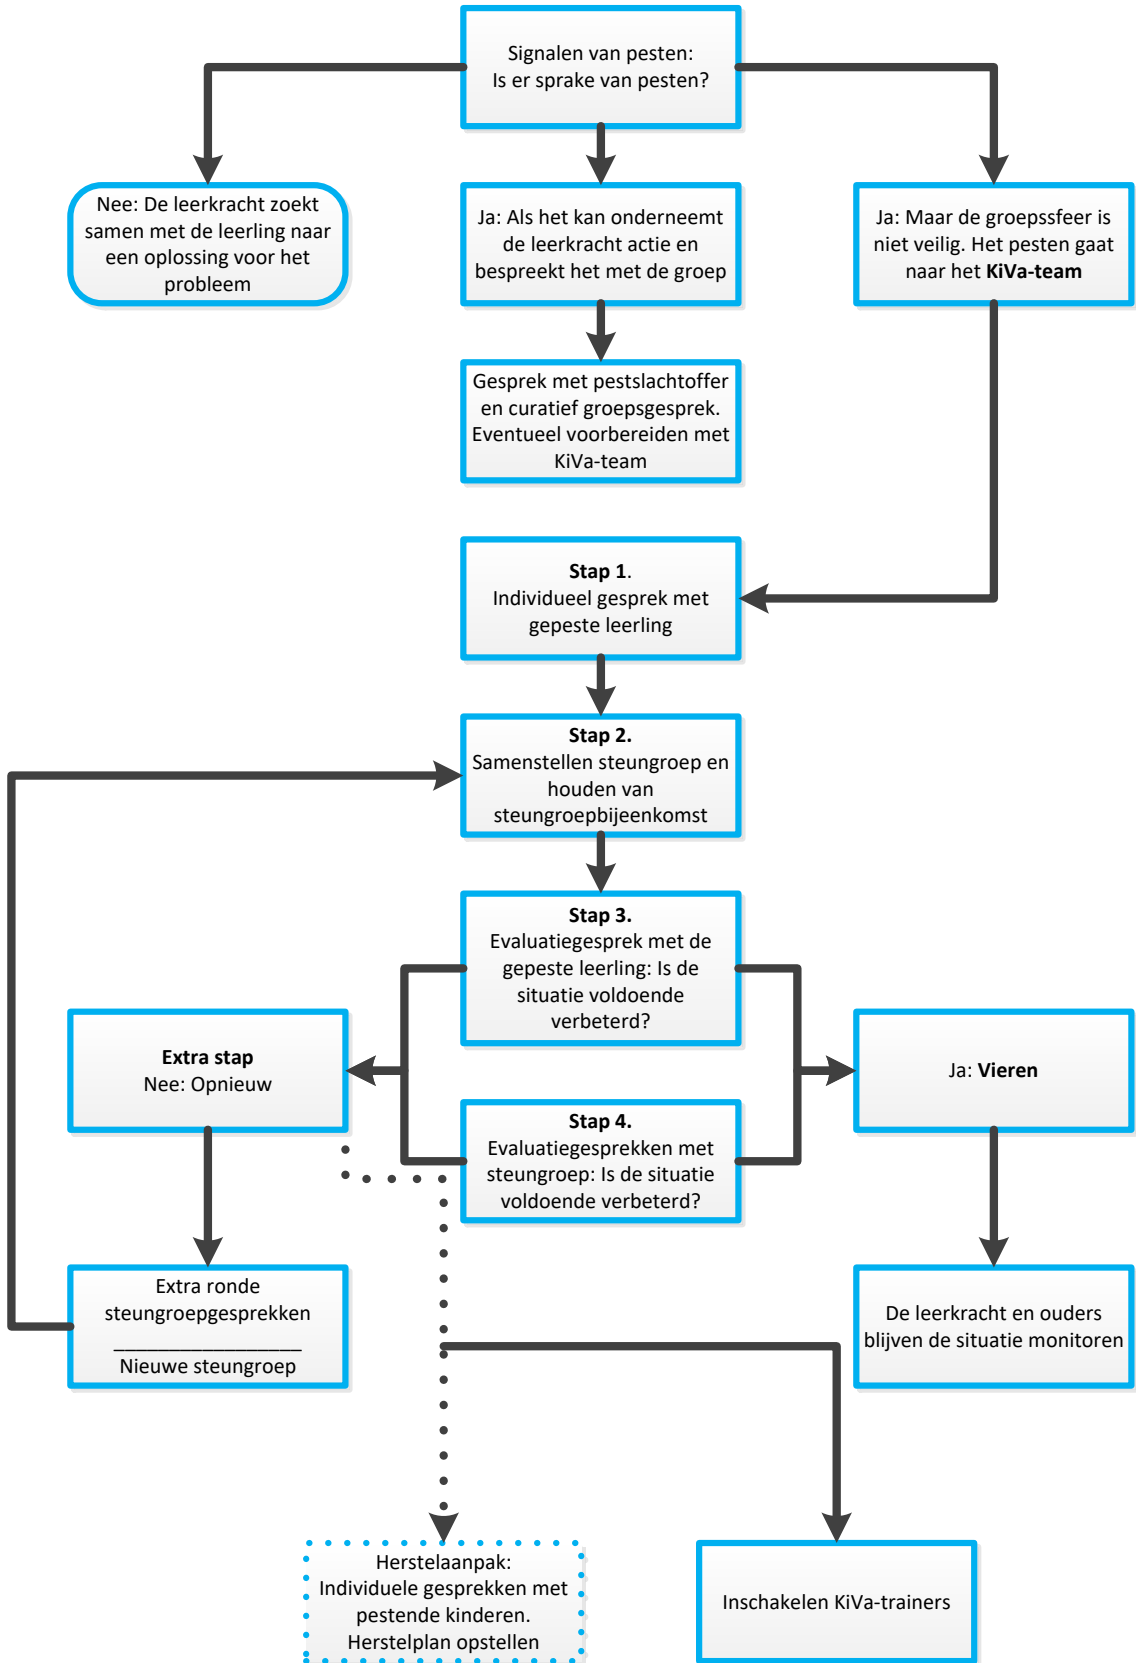 Signalen van pesten:
Is er sprake van pesten?
Nee: De leerkracht zoekt
samen met de leerling naar
een oplossing voor het
probleem
Ja: Als het kan onderneemt
de leerkracht actie en
bespreekt het met de groep
Ja: Maar de groepssfeer is
niet veilig. Het pesten gaat
naar het KiVa-team
Gesprek met pestslachtoffer
en curatief groepsgesprek.
Eventueel voorbereiden met
KiVa-team
Stap 1.
Individueel gesprek met
gepeste leerling
Stap 2.
Samenstellen steungroep en
houden van
steungroepbijeenkomst
Stap 3.
Evaluatiegesprek met de
gepeste leerling: Is de
situatie voldoende
verbeterd?
Extra stap
Nee: Opnieuw
Ja: Vieren
Stap 4.
Evaluatiegesprekken met
steungroep: Is de situatie
voldoende verbeterd?
Extra ronde
steungroepgesprekken
_________________
Nieuwe steungroep
De leerkracht en ouders
blijven de situatie monitoren
Herstelaanpak:
Individuele gesprekken met
pestende kinderen.
Herstelplan opstellen
Inschakelen KiVa-trainers